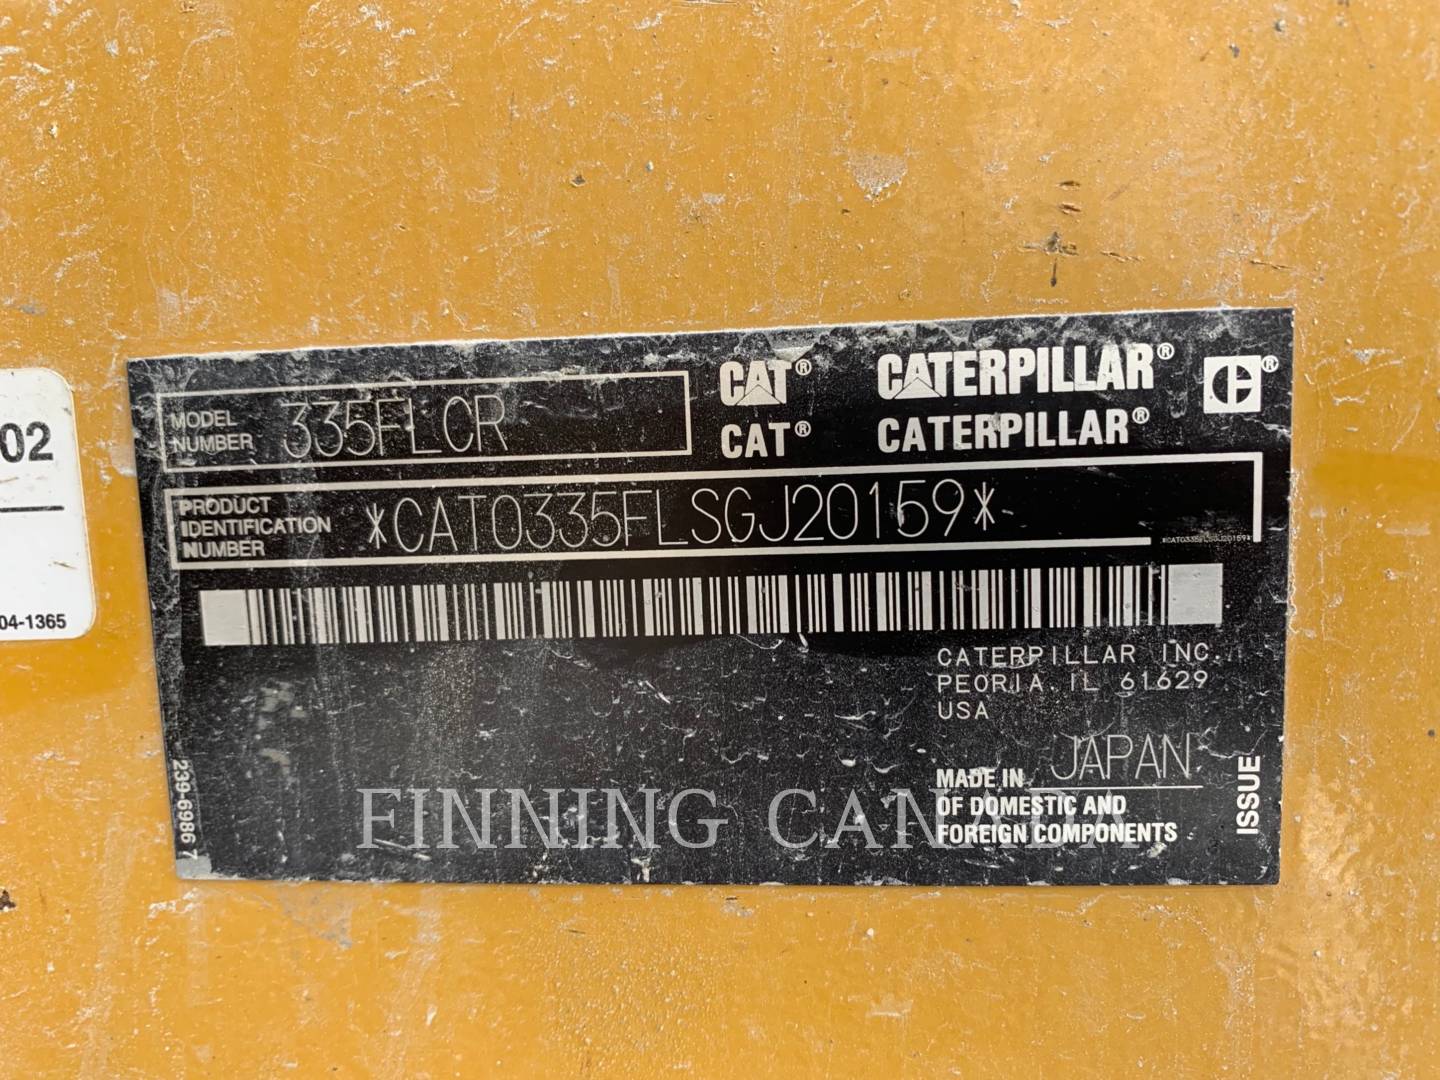 02
04-1365
MODEL NUMBER 335FLCR
CAT® CATERPILLAR®
CAT® CATERPILLAR®
PRODUCT IDENTIFICATION NUMBER *CAT0335FLSGJ20159*
*CAT0335FLSGJ20159*
CATERPILLAR INC.
PEORIA, IL 61629
USA
MADE IN JAPAN
OF DOMESTIC AND
FOREIGN COMPONENTS
ISSUE
239-6986 7
FINNING CANADA